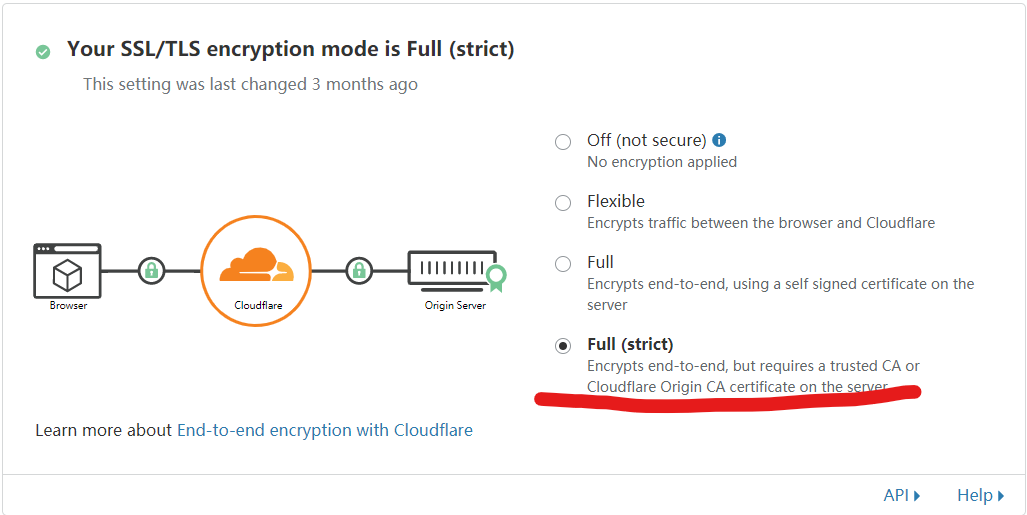 Your SSL/TLS encryption mode is Full (strict)
This setting was last changed 3 months ago
Browser
Cloudflare
Origin Server
Off (not secure)
No encryption applied
Flexible
Encrypts traffic between the browser and Cloudflare
Full
Encrypts end-to-end, using a self signed certificate on the
server
Full (strict)
Encrypts end-to-end, but requires a trusted CA or
Cloudflare Origin CA certificate on the server
Learn more about End-to-end encryption with Cloudflare
API
Help